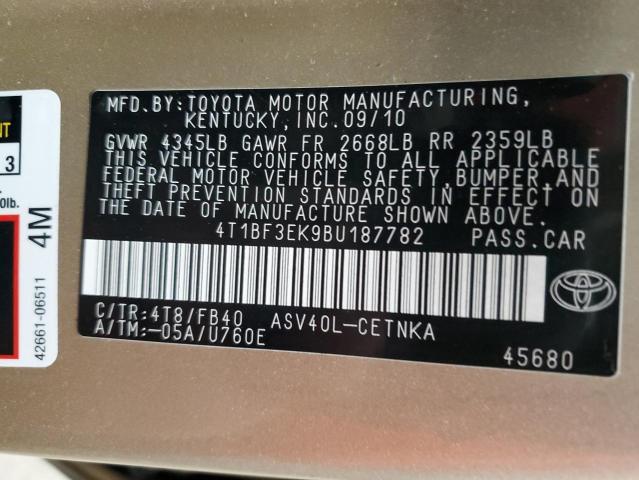 MFD.BY:TOYOTA MOTOR MANUFACTURING,
KENTUCKY,INC.09/10
GVWR 4345LB GAWR FR 2668LB RR 2359LB
THIS VEHICLE CONFORMS TO ALL APPLICABLE
FEDERAL MOTOR VEHICLE SAFETY,BUMPER,AND
THEFT PREVENTION STANDARDS IN EFFECT ON
THE DATE OF MANUFACTURE SHOWN ABOVE.
4T1BF3EK9BU187782 PASS.CAR
C/TR:4T8/FB40 ASV40L-CETNKA
A/TM:-05A/U760E
45680
3
0lb.
4M
42661-06511